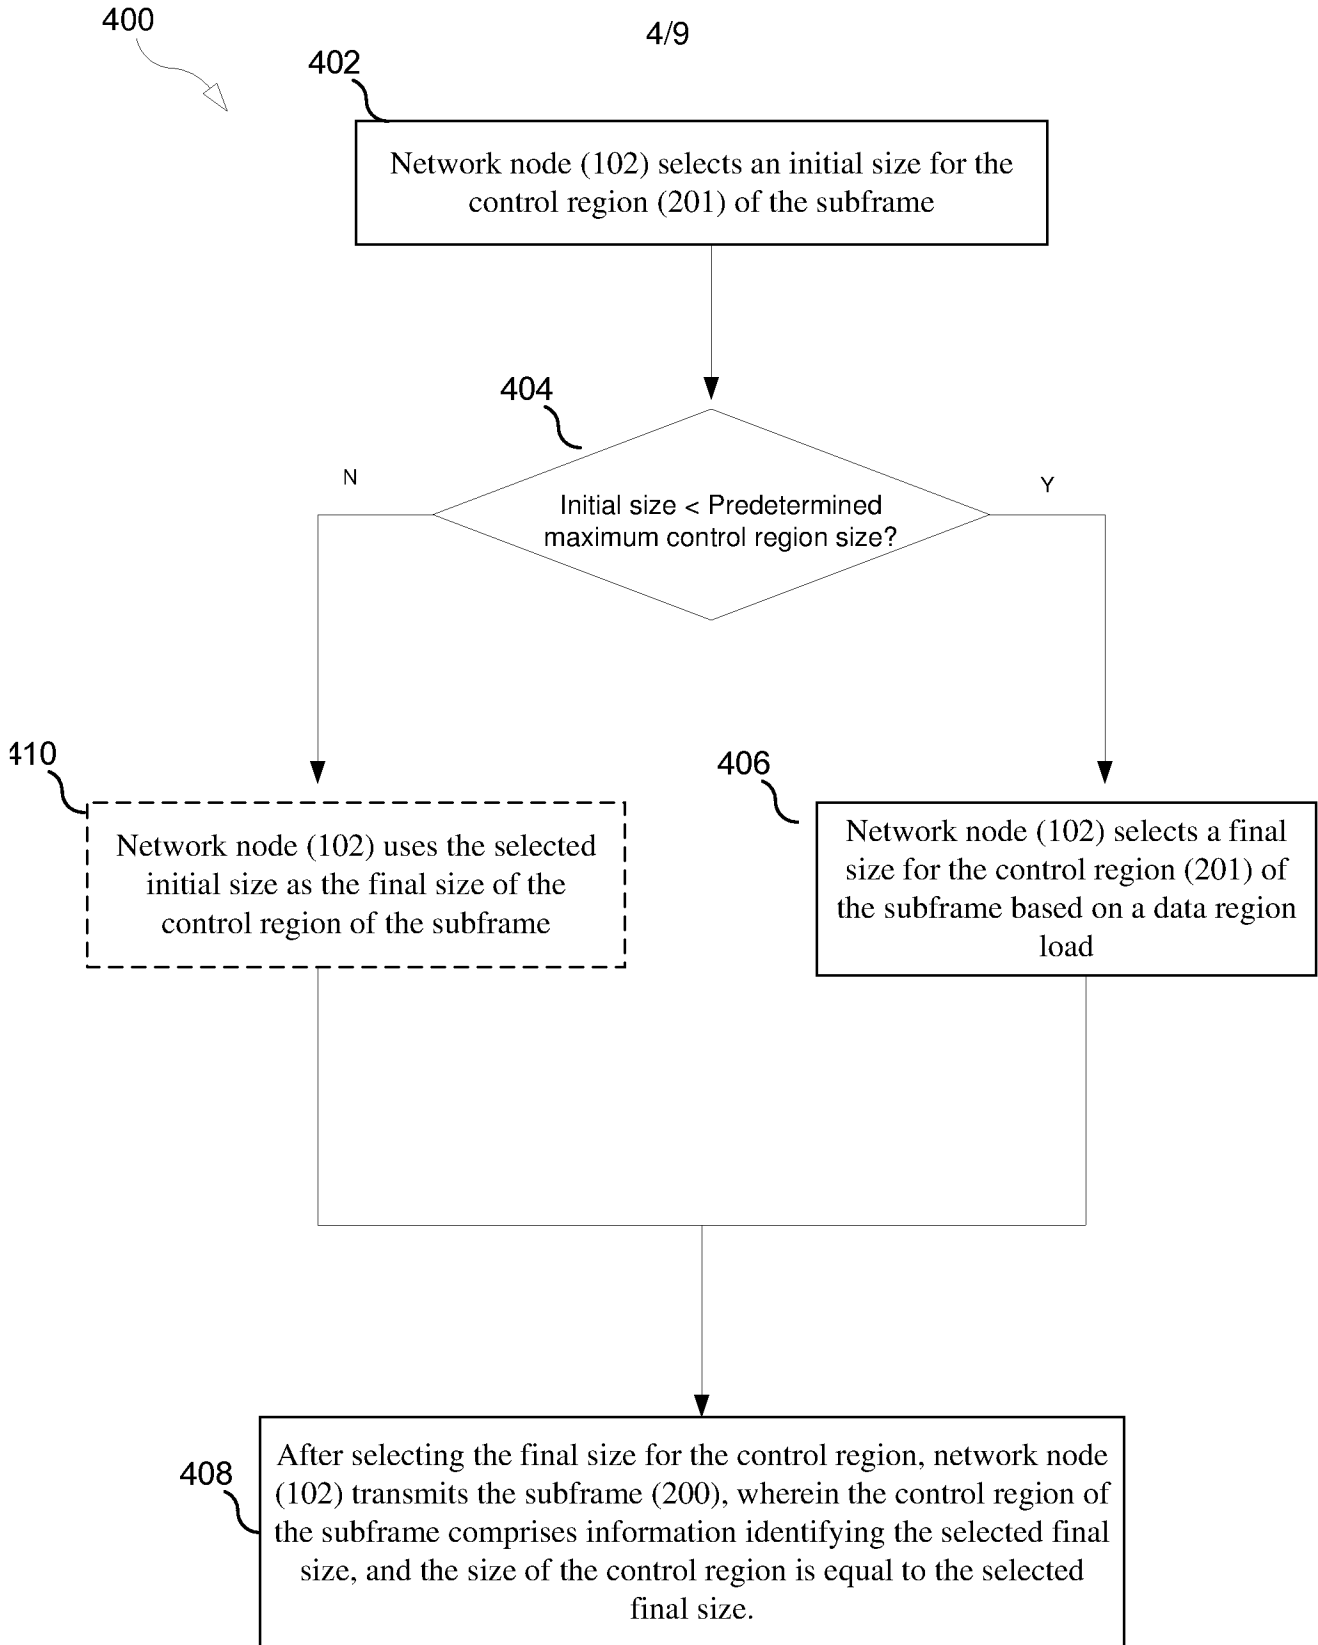 400
4/9
402
Network node (102) selects an initial size for the
control region (201) of the subframe
404
N
Y
Initial size < Predetermined
maximum control region size?
410
406
Network node (102) uses the selected
initial size as the final size of the
control region of the subframe
Network node (102) selects a final
size for the control region (201) of
the subframe based on a data region
load
408
After selecting the final size for the control region, network node
(102) transmits the subframe (200), wherein the control region of
the subframe comprises information identifying the selected final
size, and the size of the control region is equal to the selected
final size.